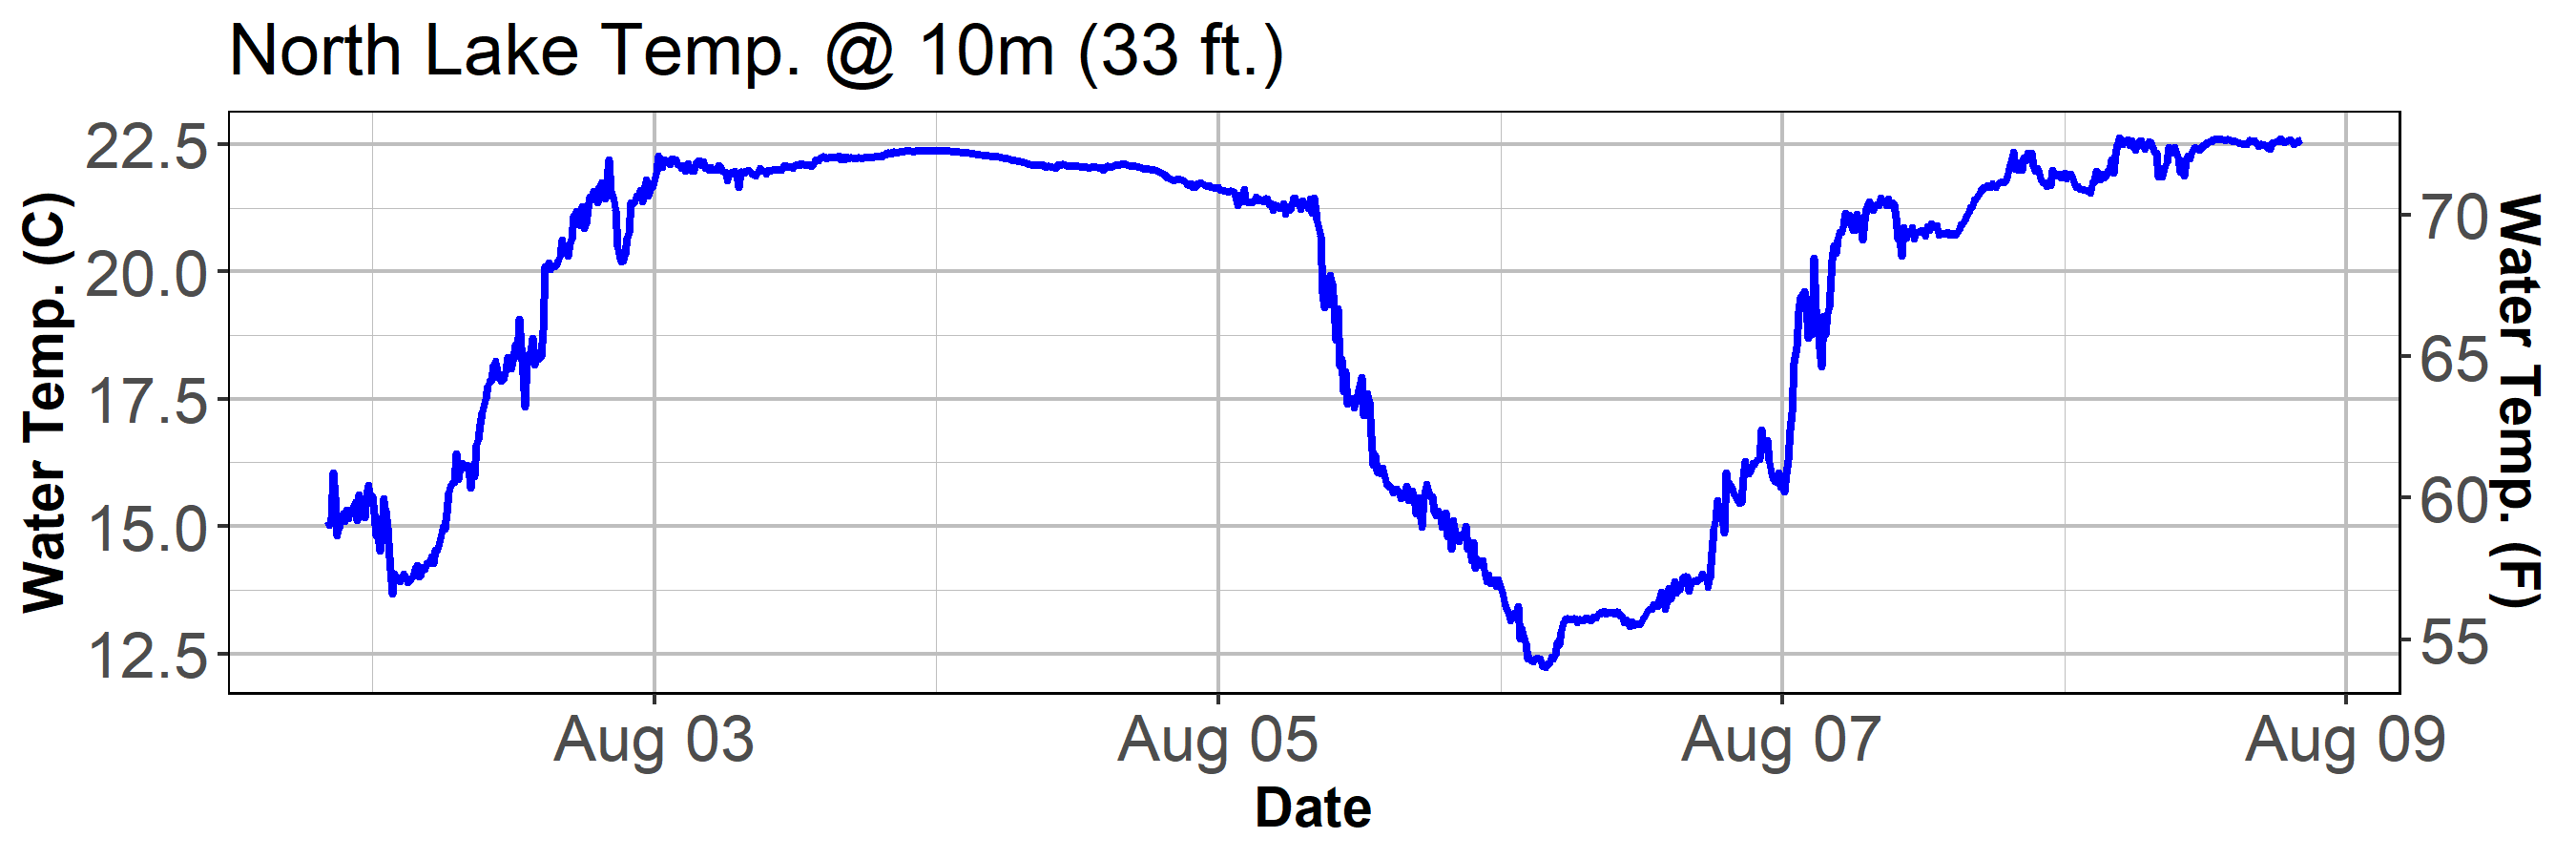 North Lake Temp. @ 10m (33 ft.)
Water Temp. (C)
22.5
20.0
17.5
15.0
12.5
70
65
60
55
Water Temp. (F)
Aug 03 Aug 05 Aug 07 Aug 09
Date